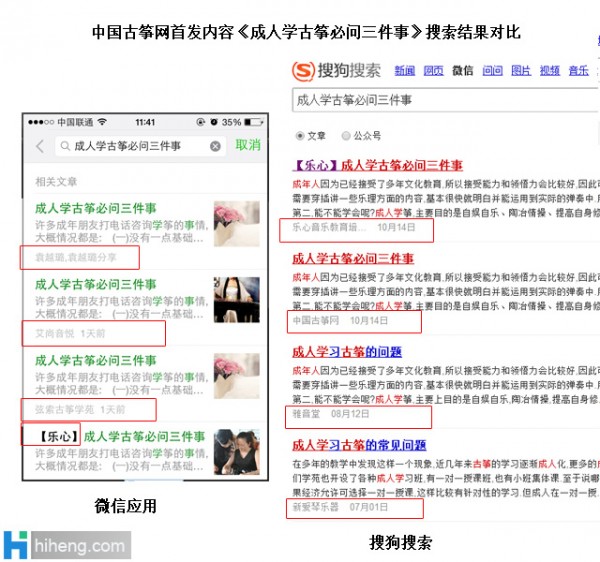 中国古筝网首发内容《成人学古筝必问三件事》搜索结果对比
中国联通 11:41 35%
成人学古筝必问三件事 取消
相关文章
成人学古筝必问三件事
许多成年朋友打电话咨询学筝的事情,
大概情况都是: (一)没有一点基础...
袁越璐,袁越璐分享
成人学古筝必问三件事
许多成年朋友打电话咨询学筝的事情,
大概情况都是: (一)没有一点基础...
艾尚音悦 1天前
成人学古筝必问三件事
许多成年朋友打电话咨询学筝的事情,
大概情况都是: (一)没有一点基础...
弦索古筝学苑 1天前
【乐心】成人学古筝必问三件事
许多成年朋友打电话咨询学筝的事情,
大概情况都是: (一)没有一点基础...
微信应用
搜狗搜索 新闻 网页 微信 问问 图片 视频 音乐
成人学古筝必问三件事
文章 公众号
【乐心】成人学古筝必问三件事
成年人因为已经接受了多年文化教育,所以接受能力和领悟力会比较好,因此可
需要穿插讲一些乐理方面的内容,基本很快就明白并能运用到实际的弹奏中.所
第二,能不能学会呢?成人学筝,主要目的是自娱自乐、陶冶情操、提高自身修
乐心音乐教育培... 10月14日
成人学古筝必问三件事
成年人因为已经接受了多年文化教育,所以接受能力和领悟力会比较好,因此可
需要穿插讲一些乐理方面的内容,基本很快就明白并能运用到实际的弹奏中.用
第二,能不能学会呢?成人学筝,主要目的是自娱自乐、陶冶情操、提高自身修
中国古筝网 10月14日
成人学习古筝的问题
成年人因为已经接受了多年文化教育,所以接受能力和领悟力会比较好,因此可
需要穿插讲一些乐理方面的内容,基本很快就明白并能运用到实际的弹奏中.
第二,能不能学会呢?成人学筝,主要目的是自娱自乐、陶冶情操、提高自身修
雅音堂 08月12日
成人学习古筝的常见问题
在多年的教学中发现这样一个现象,近几年来古筝的学习逐渐成人化,更多的
们学苑也开设了各种成人学习班,有一对一授课班,也有小班集体课.至于说哪
果经济允许可选择一对一授课,这样比较有针对性的学习.但成人在一对一授.
新爱琴乐器 07月01日
搜狗搜索
hiheng.com